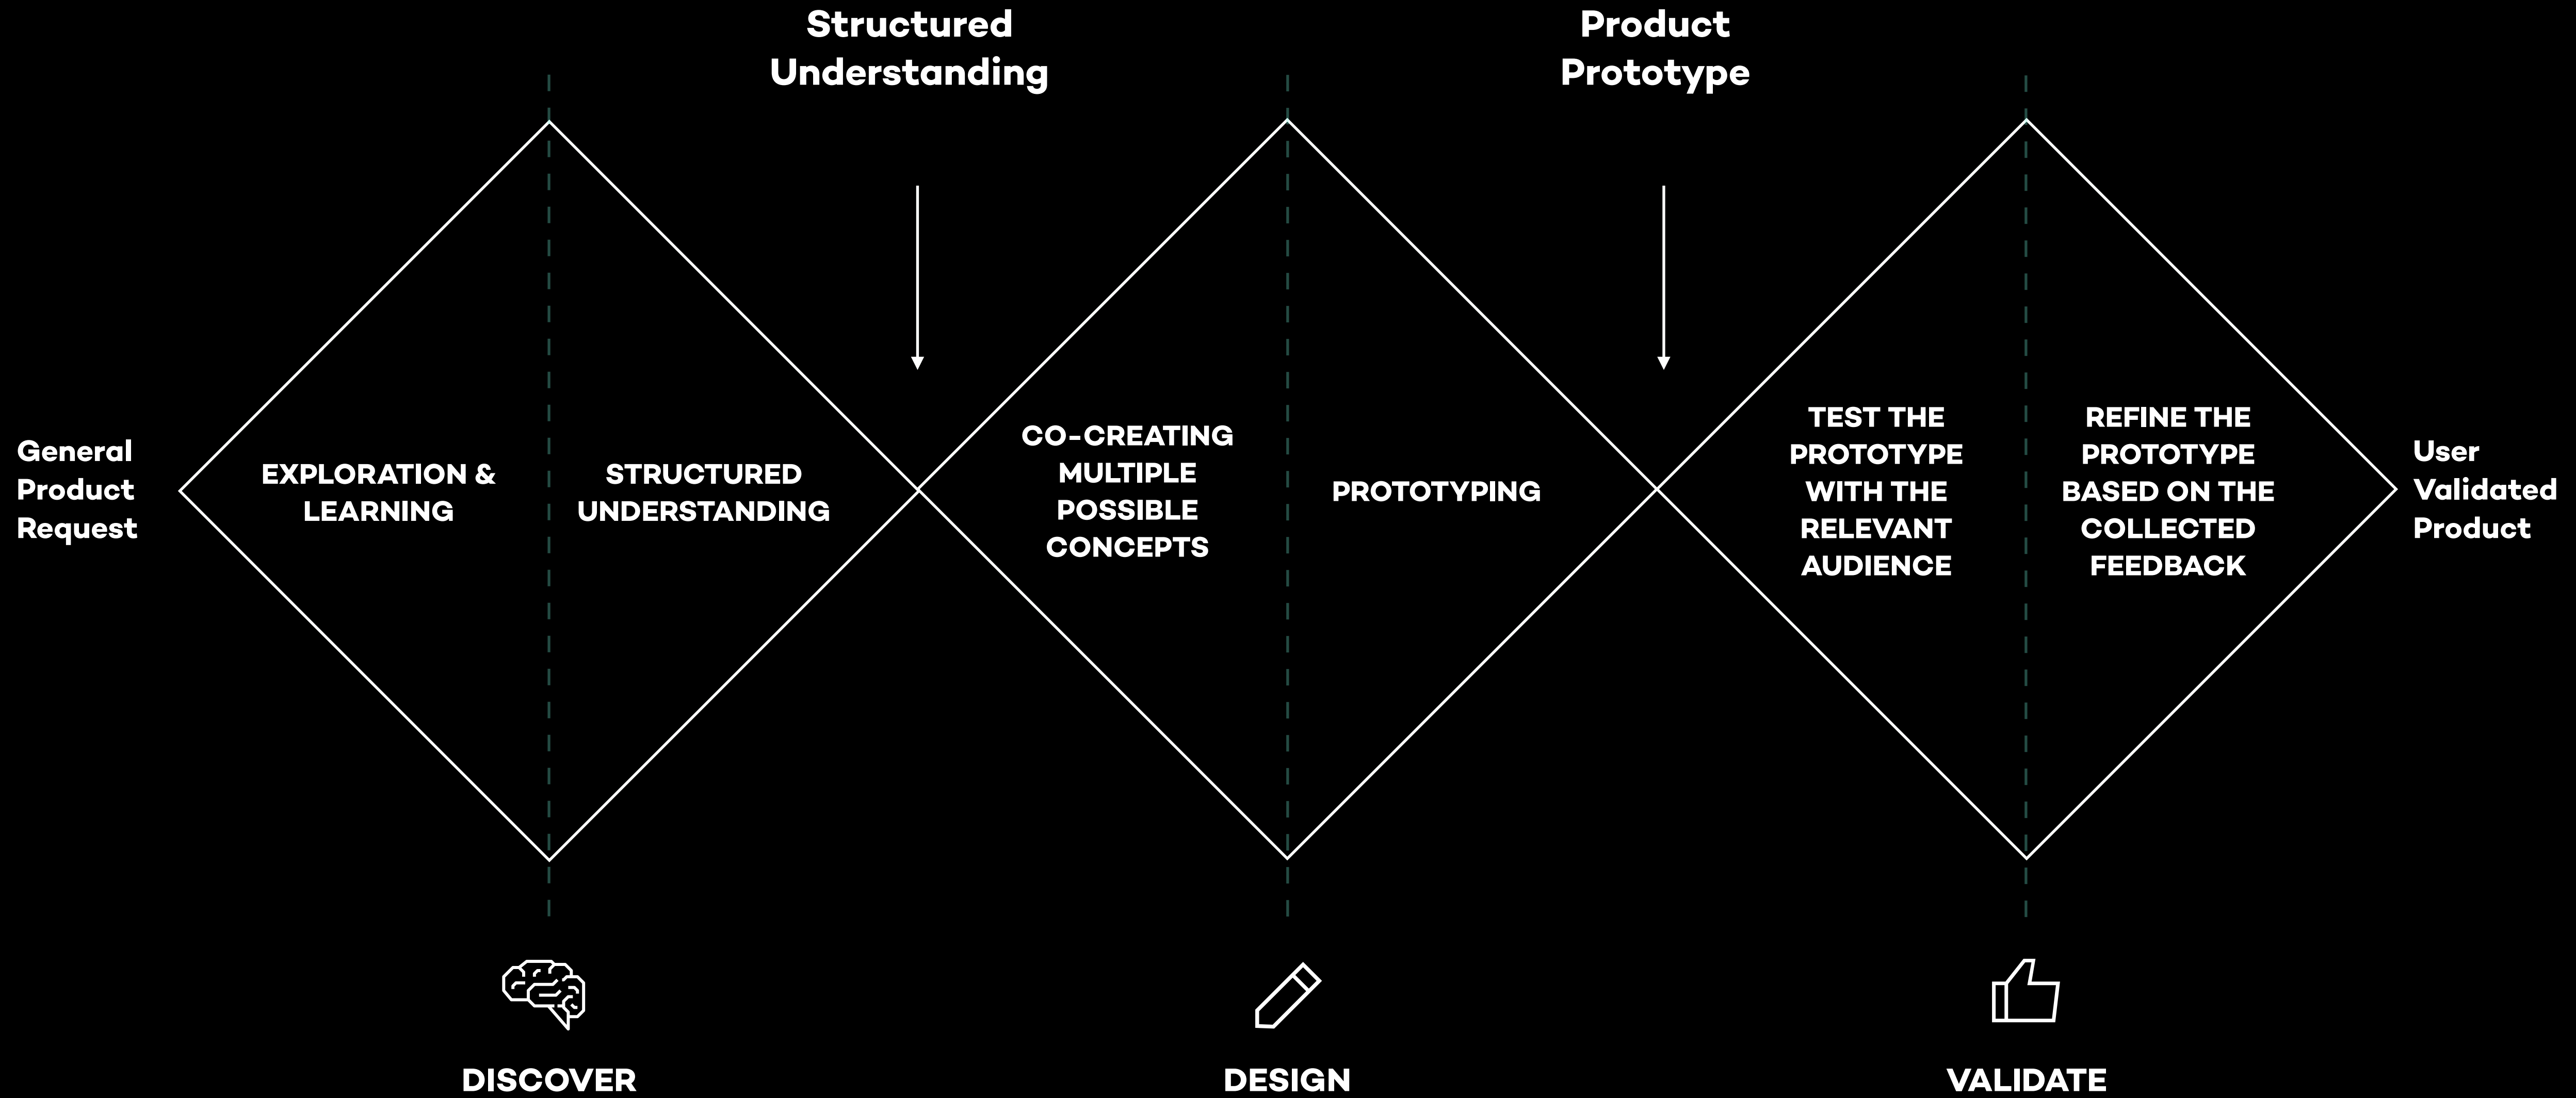 Structured
Understanding
Product
Prototype
General
Product
Request
EXPLORATION &
LEARNING
STRUCTURED
UNDERSTANDING
CO-CREATING
MULTIPLE
POSSIBLE
CONCEPTS
PROTOTYPING
TEST THE
PROTOTYPE
WITH THE
RELEVANT
AUDIENCE
REFINE THE
PROTOTYPE
BASED ON THE
COLLECTED
FEEDBACK
User
Validated
Product
DISCOVER
DESIGN
VALIDATE